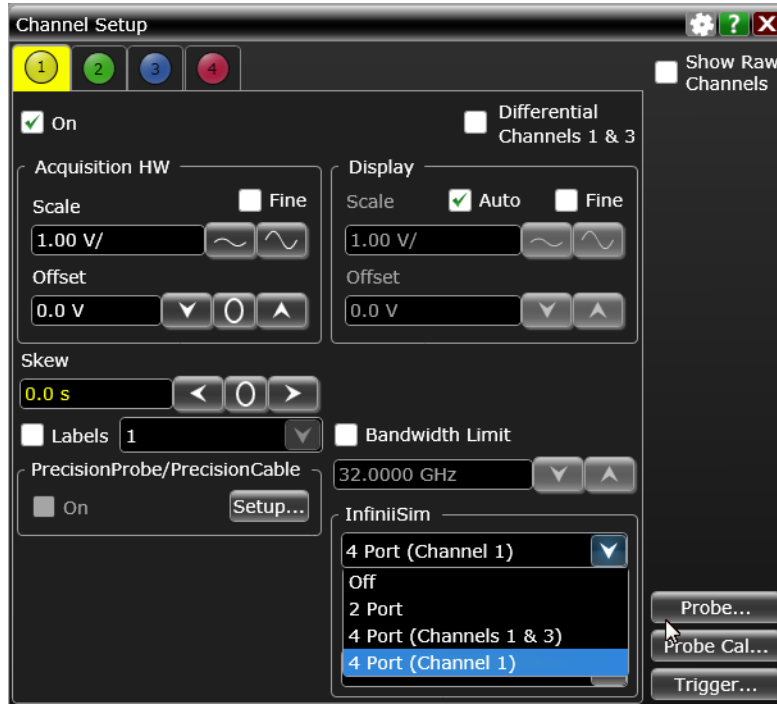 Channel Setup
?
X
1
2
3
4
Show Raw
Channels
On
Differential
Channels 1 & 3
Acquisition HW
Scale
Fine
1.00 V/
Offset
0.0 V
0
Display
Scale
Auto
Fine
1.00 V/
Offset
0.0 V
Skew
0.0 s
0
Labels
1
Bandwidth Limit
32.0000 GHz
PrecisionProbe/PrecisionCable
On
Setup...
InfiniiSim
4 Port (Channel 1)
Off
2 Port
4 Port (Channels 1 & 3)
4 Port (Channel 1)
Probe...
Probe Cal...
Trigger...